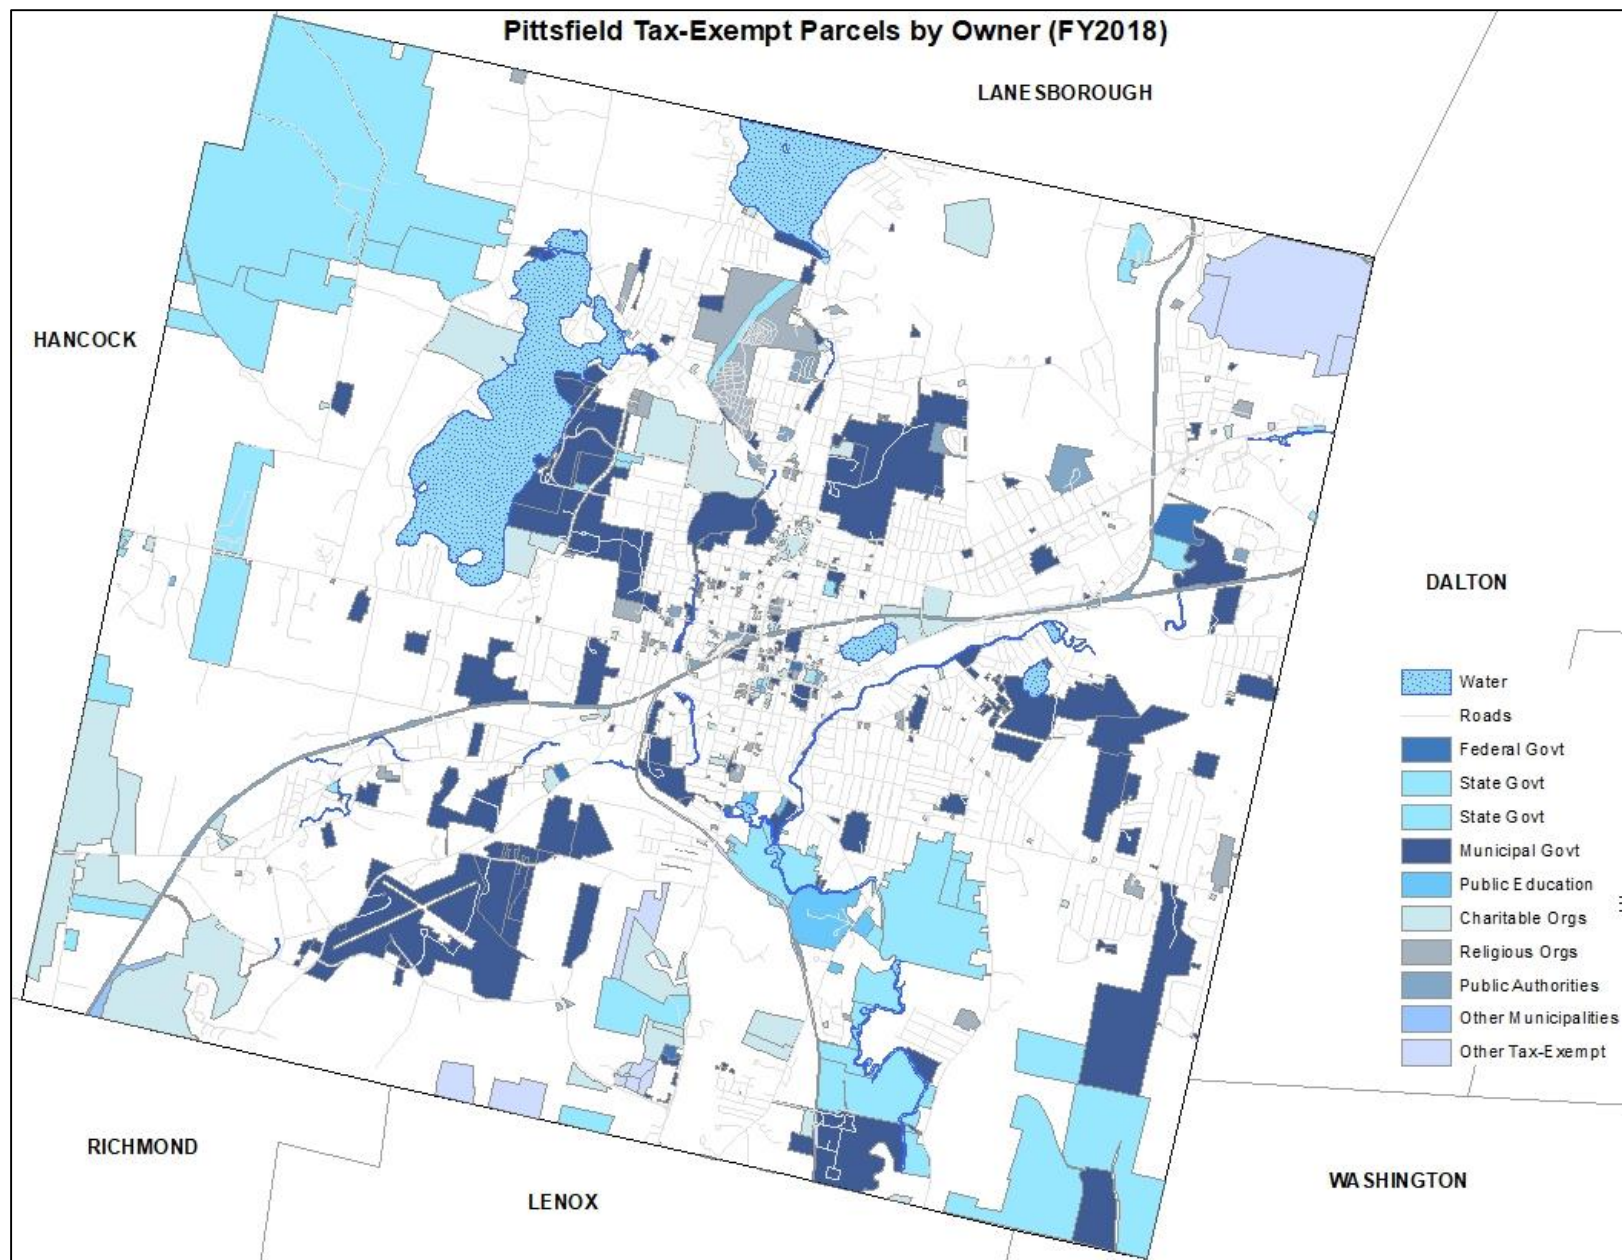 Pittsfield Tax-Exempt Parcels by Owner (FY2018)
LANESBOROUGH
HANCOCK
DALTON
Water
Roads
Federal Govt
State Govt
State Govt
Municipal Govt
Public Education
Charitable Orgs
Religious Orgs
Public Authorities
Other Municipalities
Other Tax-Exempt
RICHMOND
WASHINGTON
LENOX